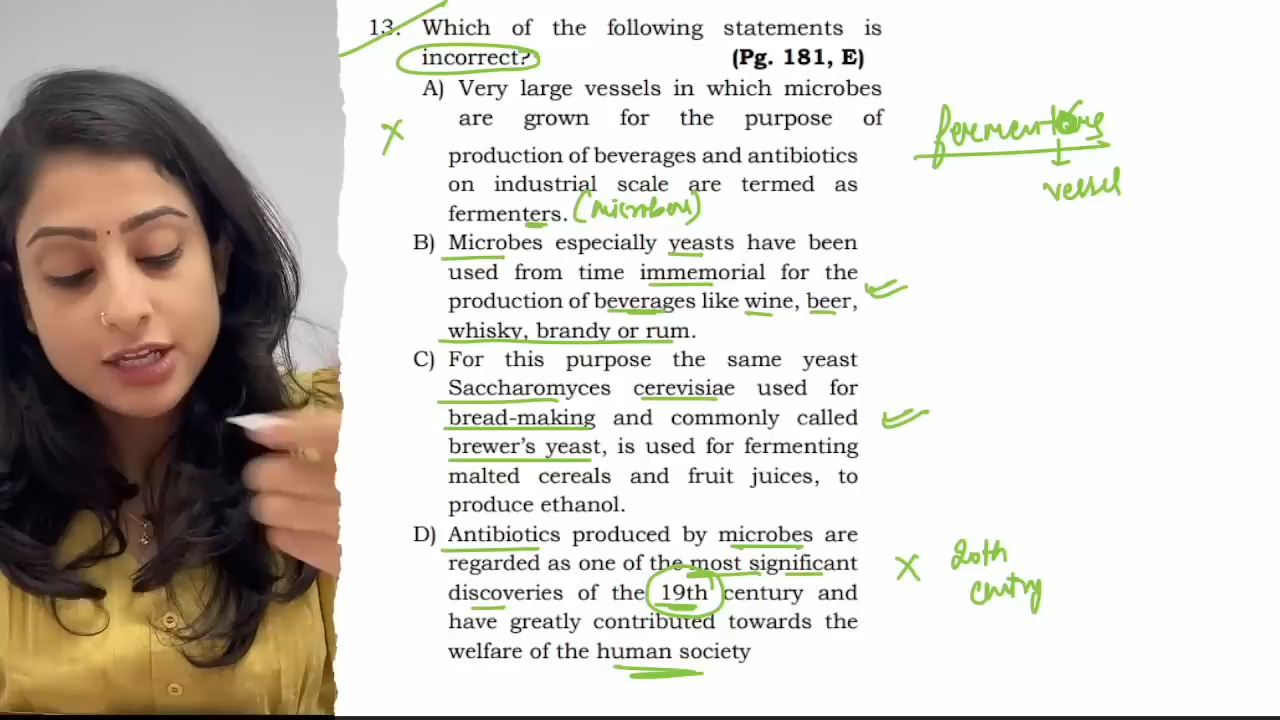 13. Which of the following statements is
incorrect? (Pg. 181, E)
A) Very large vessels in which microbes
are grown for the purpose of
production of beverages and antibiotics
on industrial scale are termed as
fermenters. (microbes)
fermentors
vessel
B) Microbes especially yeasts have been
used from time immemorial for the
production of beverages like wine, beer,
whisky, brandy or rum.
C) For this purpose the same yeast
Saccharomyces cerevisiae used for
bread-making and commonly called
brewer's yeast, is used for fermenting
malted cereals and fruit juices, to
produce ethanol.
D) Antibiotics produced by microbes are
regarded as one of the most significant
discoveries of the 19th century and
have greatly contributed towards the
welfare of the human society
20th